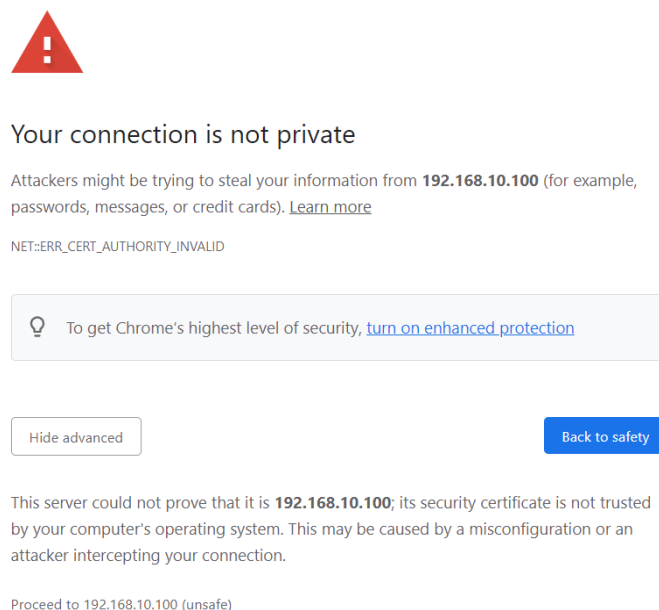 Your connection is not private
Attackers might be trying to steal your information from 192.168.10.100 (for example,
passwords, messages, or credit cards). Learn more
NET::ERR_CERT_AUTHORITY_INVALID
To get Chrome's highest level of security, turn on enhanced protection
Hide advanced
Back to safety
This server could not prove that it is 192.168.10.100; its security certificate is not trusted
by your computer's operating system. This may be caused by a misconfiguration or an
attacker intercepting your connection.
Proceed to 192.168.10.100 (unsafe)